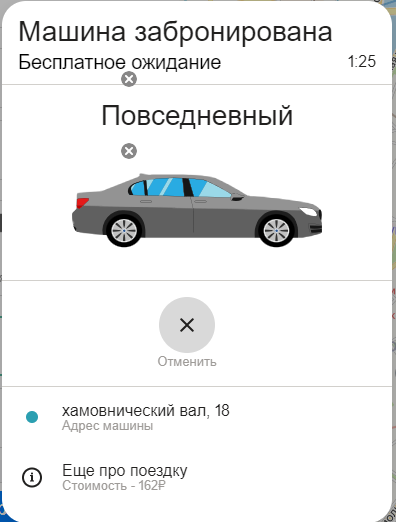 Машина забронирована
Бесплатное ожидание 1:25
Повседневный
Отменить
хамовнический вал, 18
Адрес машины
Еще про поездку
Стоимость - 162₽